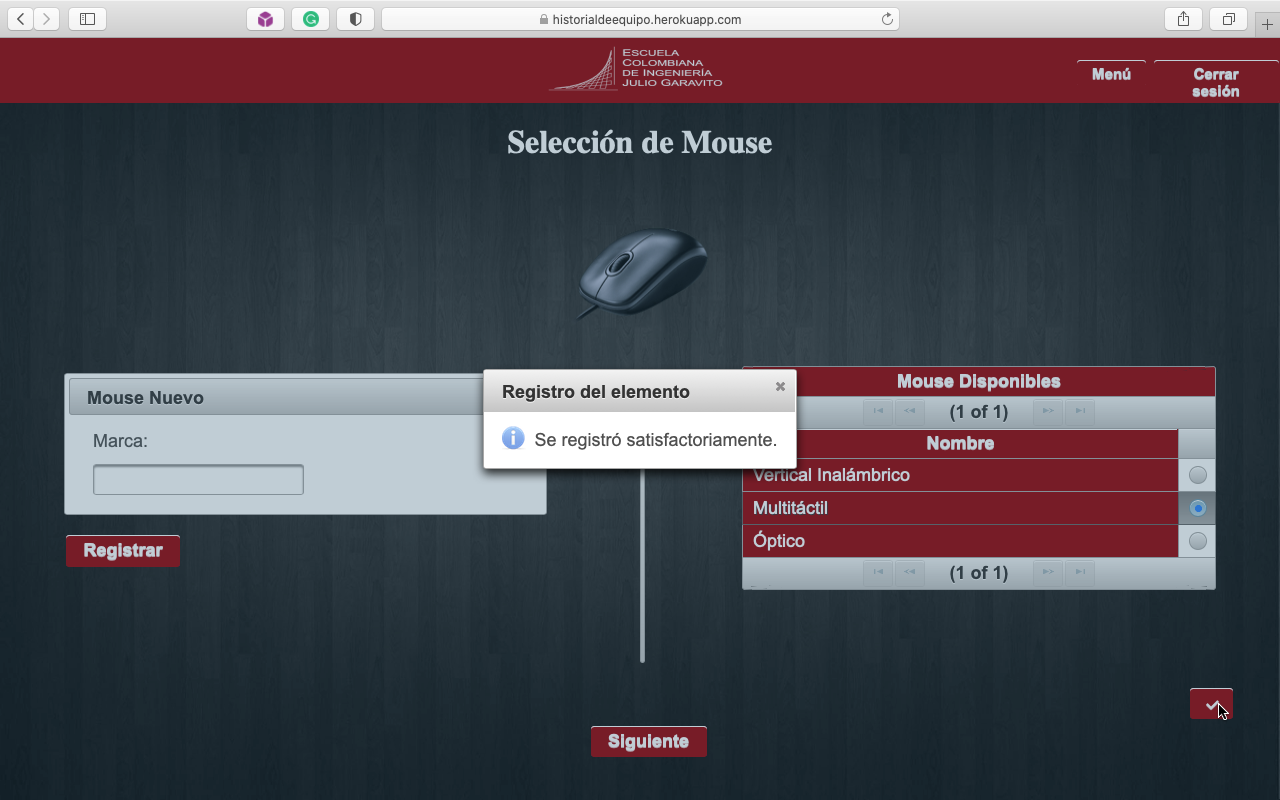 historialdeequipo.herokuapp.com
ESCUELA
COLOMBIANA
DE INGENIERÍA
JULIO GARAVITO
Menú
Cerrar
sesión
Selección de Mouse
Mouse Nuevo
Marca:
Registrar
Registro del elemento
Se registró satisfactoriamente.
Mouse Disponibles
(1 of 1)
Nombre
Vertical Inalámbrico
Multitáctil
Óptico
(1 of 1)
Siguiente